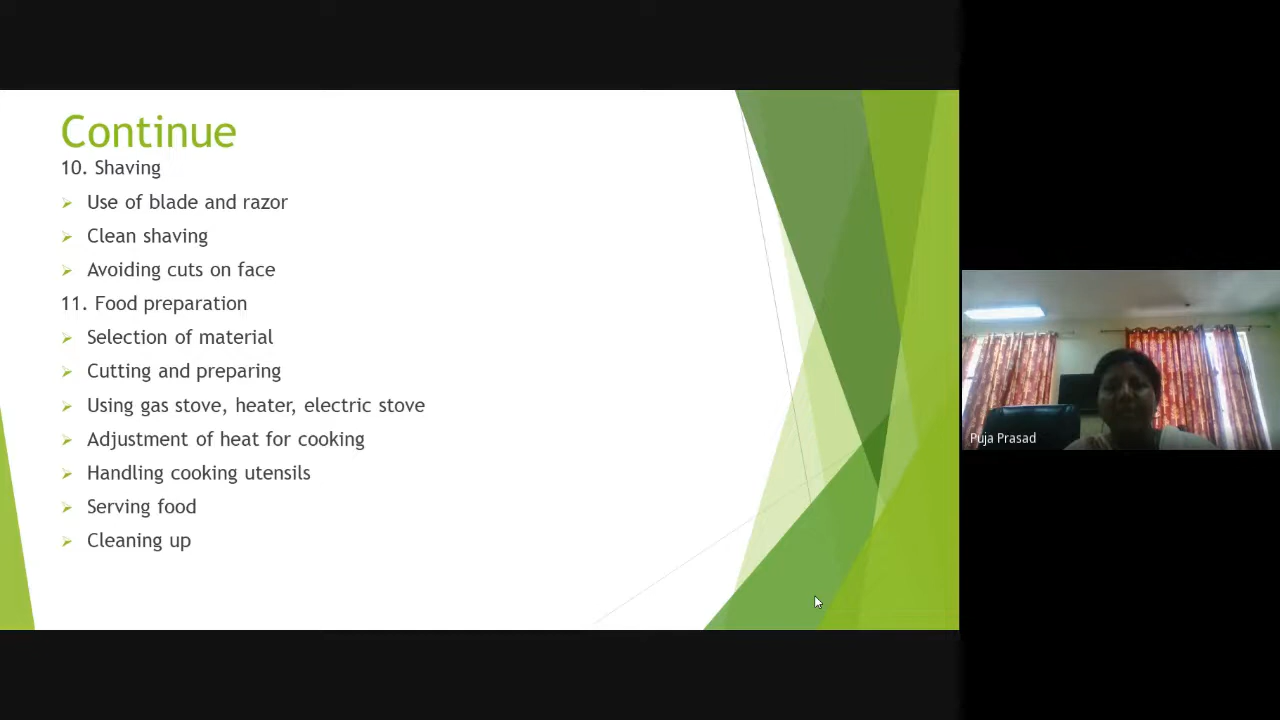 Continue
10. Shaving
Use of blade and razor
Clean shaving
Avoiding cuts on face
11. Food preparation
Selection of material
Cutting and preparing
Using gas stove, heater, electric stove
Adjustment of heat for cooking
Handling cooking utensils
Serving food
Cleaning up
Puja Prasad